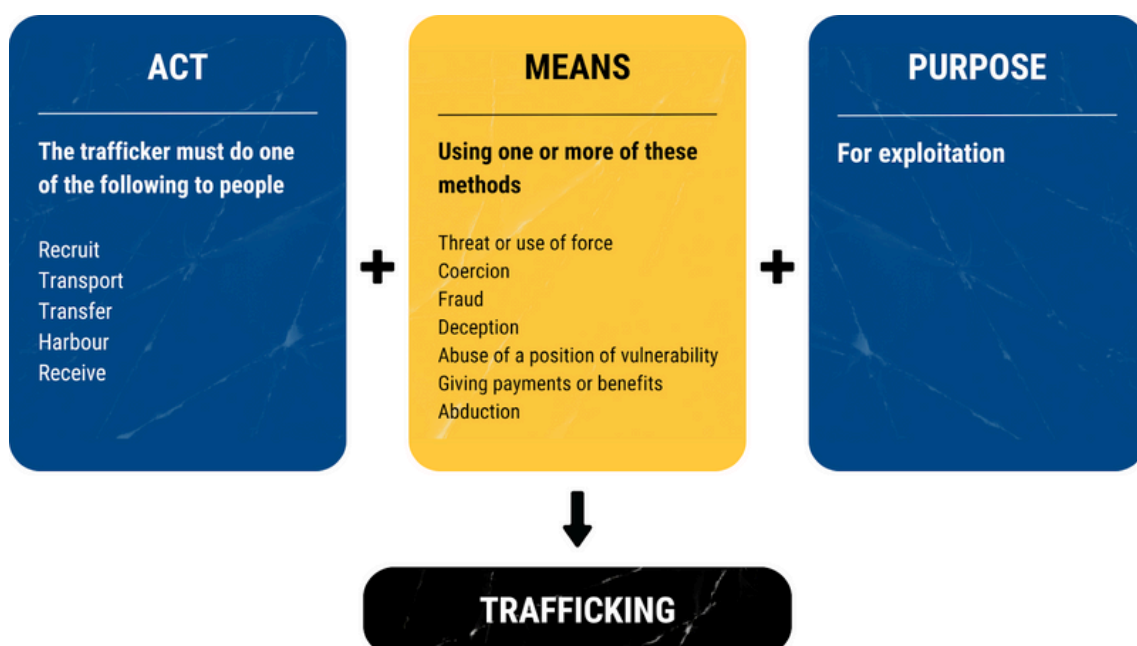 ACT
The trafficker must do one
of the following to people
Recruit
Transport
Transfer
Harbour
Receive
+
MEANS
Using one or more of these
methods
Threat or use of force
Coercion
Fraud
Deception
Abuse of a position of vulnerability
Giving payments or benefits
Abduction
+
PURPOSE
For exploitation
TRAFFICKING